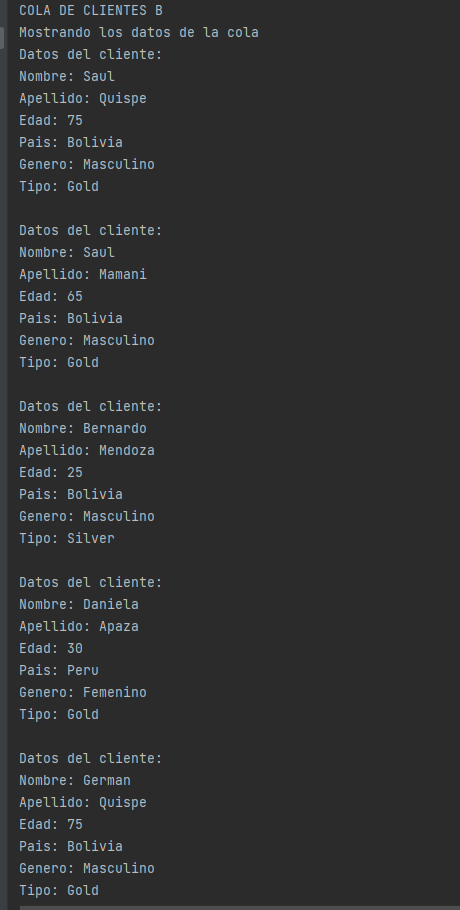 COLA DE CLIENTES B
Mostrando los datos de la cola
Datos del cliente:
Nombre: Saul
Apellido: Quispe
Edad: 75
Pais: Bolivia
Genero: Masculino
Tipo: Gold
Datos del cliente:
Nombre: Saul
Apellido: Mamani
Edad: 65
Pais: Bolivia
Genero: Masculino
Tipo: Gold
Datos del cliente:
Nombre: Bernardo
Apellido: Mendoza
Edad: 25
Pais: Bolivia
Genero: Masculino
Tipo: Silver
Datos del cliente:
Nombre: Daniela
Apellido: Apaza
Edad: 30
Pais: Peru
Genero: Femenino
Tipo: Gold
Datos del cliente:
Nombre: German
Apellido: Quispe
Edad: 75
Pais: Bolivia
Genero: Masculino
Tipo: Gold